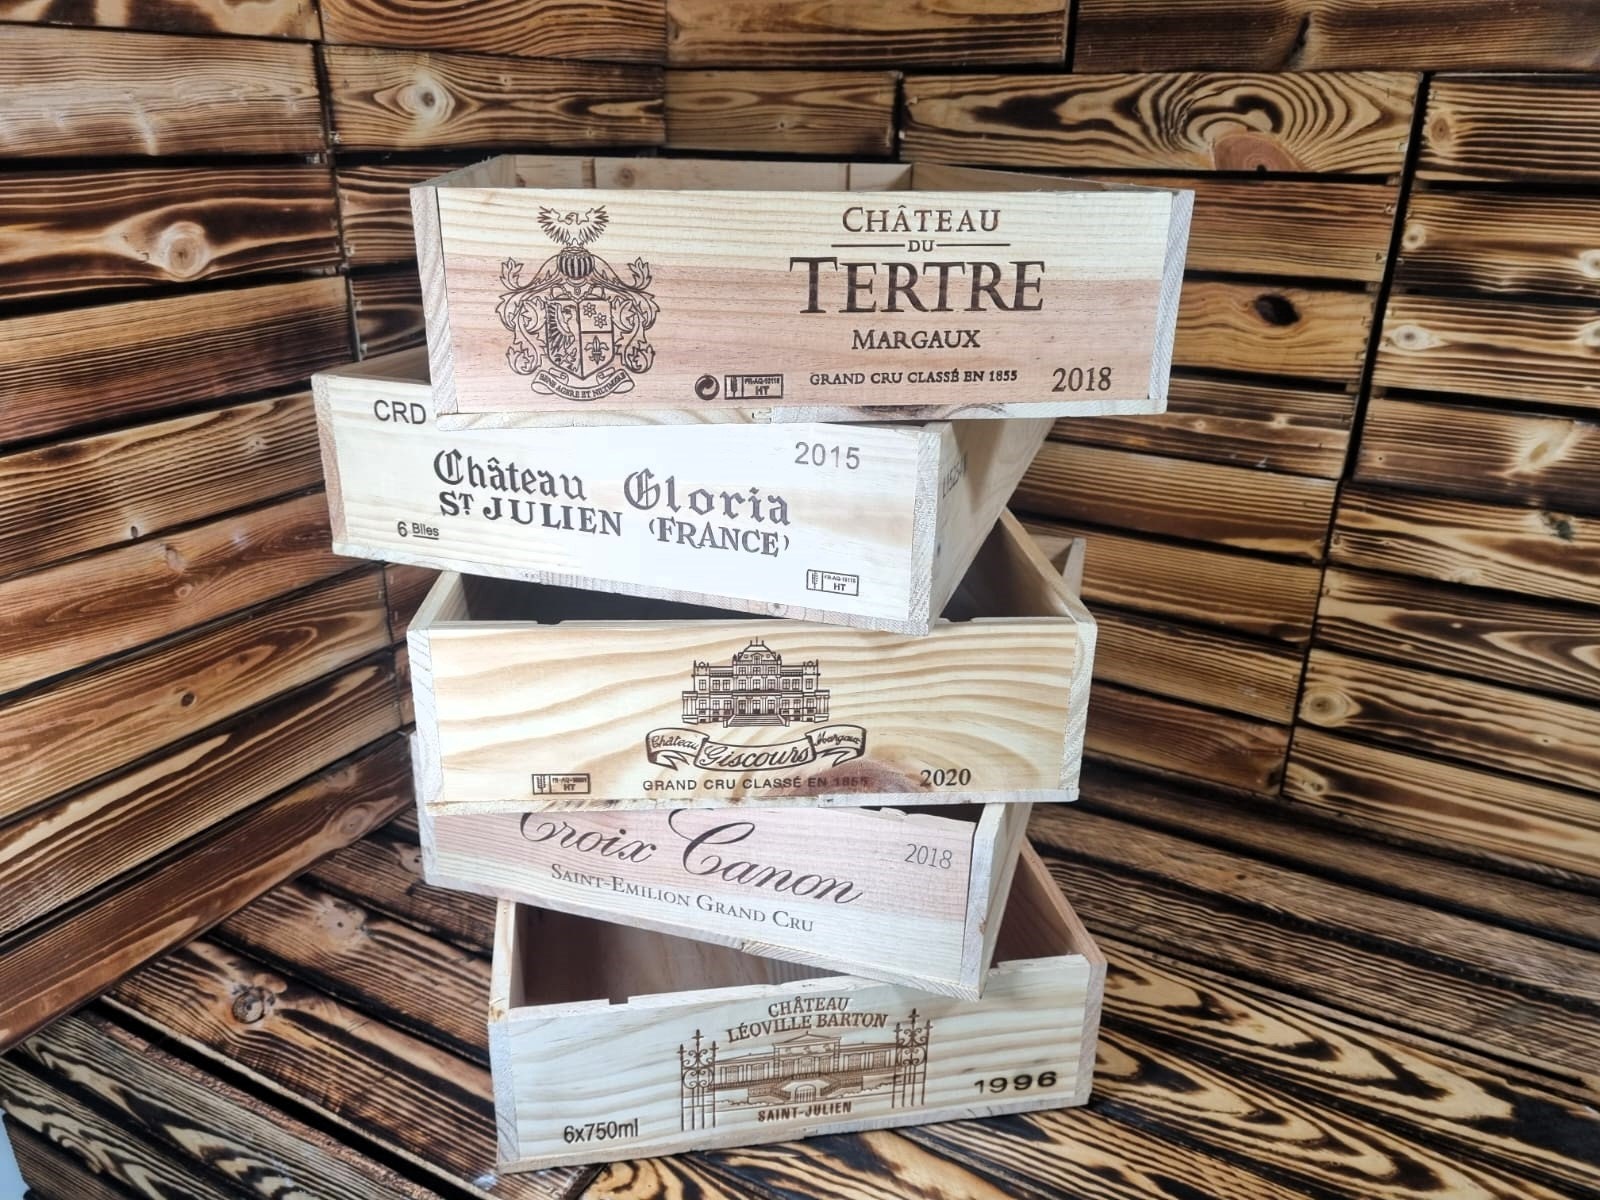 CHÂTEAU
DU
TERTRE
MARGAUX
GRAND CRU CLASSÉ EN 1855
2018
HT
CRD
2015
Château Gloria
ST JULIEN (FRANCE)
6 Blles
HT
Château Giscours Margaux
GRAND CRU CLASSÉ EN 1855
2020
HT
Croix Canon
2018
SAINT-EMILION GRAND CRU
CHÂTEAU
LÉOVILLE BARTON
SAINT-JULIEN
1996
6x750ml